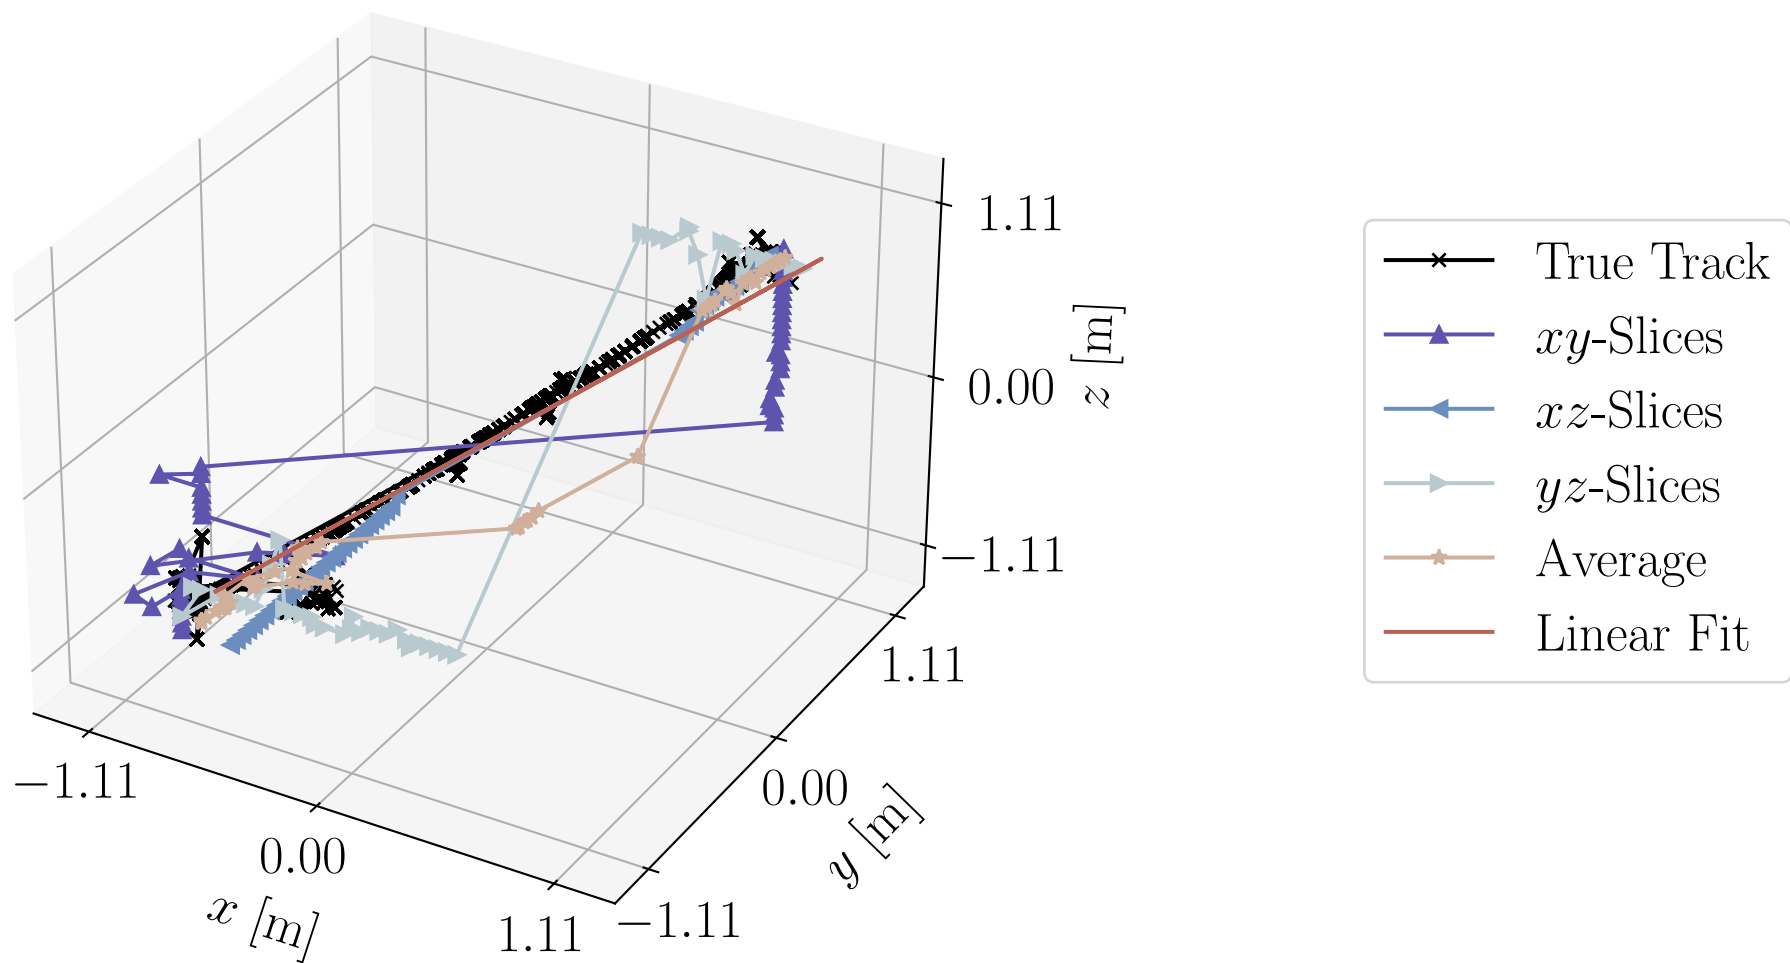 1.11
0.00
−1.11
z [m]
1.11
0.00
−1.11
y [m]
−1.11
0.00
1.11
x [m]
True Track
xy-Slices
xz-Slices
yz-Slices
Average
Linear Fit